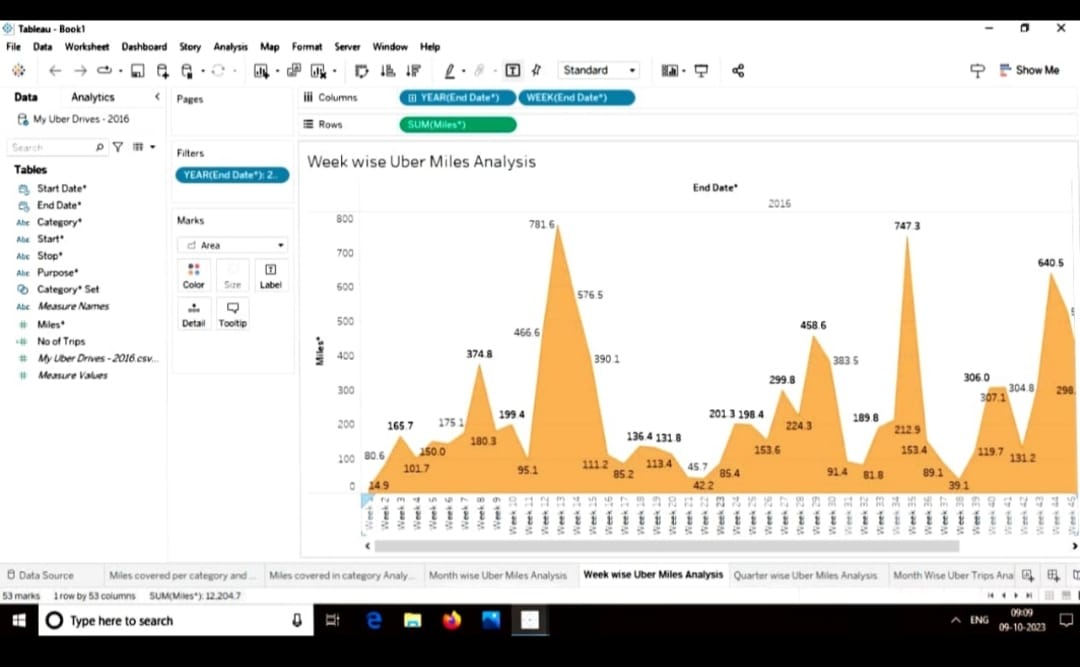 Tableau - Book1
File Data Worksheet Dashboard Story Analysis Map Format Server Window Help
Standard
Show Me
Data Analytics
My Uber Drives - 2016
Search
Tables
Start Date*
End Date*
Abc Category*
Abc Start*
Abc Stop*
Abc Purpose*
Category* Set
Abc Measure Names
# Miles*
No of Trips
# My Uber Drives - 2016.csv...
# Measure Values
Pages
Filters
YEAR(End Date*): 2..
Marks
Area
Color Size Label
Detail Tooltip
Columns YEAR(End Date*) WEEK(End Date*)
Rows SUM(Miles*)
Week wise Uber Miles Analysis
End Date*
2016
Miles*
800
700
600
500
400
300
200
100
0
14.9
80.6
165.7
101.7
150.0
175.1
374.8
180.3
199.4
95.1
466.6
781.6
576.5
390.1
111.2
85.2
136.4
113.4
131.8
45.7
42.2
85.4
201.3
198.4
153.6
299.8
224.3
458.6
383.5
91.4
81.8
189.8
212.9
747.3
153.4
89.1
39.1
119.7
306.0
307.1
304.8
131.2
298.
640.5
Week 2 Week 3 Week 4 Week 5 Week 6 Week 7 Week 8 Week 9 Week 10 Week 11 Week 12 Week 13 Week 14 Week 15 Week 16 Week 17 Week 18 Week 19 Week 20 Week 21 Week 22 Week 23 Week 24 Week 25 Week 26 Week 27 Week 28 Week 29 Week 30 Week 31 Week 32 Week 33 Week 34 Week 35 Week 36 Week 37 Week 38 Week 39 Week 40 Week 41 Week 42 Week 43 Week 44 Week 45
Data Source Miles covered per category and ... Miles covered in category Analy... Month wise Uber Miles Analysis Week wise Uber Miles Analysis Quarter wise Uber Miles Analysis Month Wise Uber Trips Ana
53 marks 1 row by 53 columns SUM(Miles*): 12,204.7
Type here to search
ENG
09:09
09-10-2023